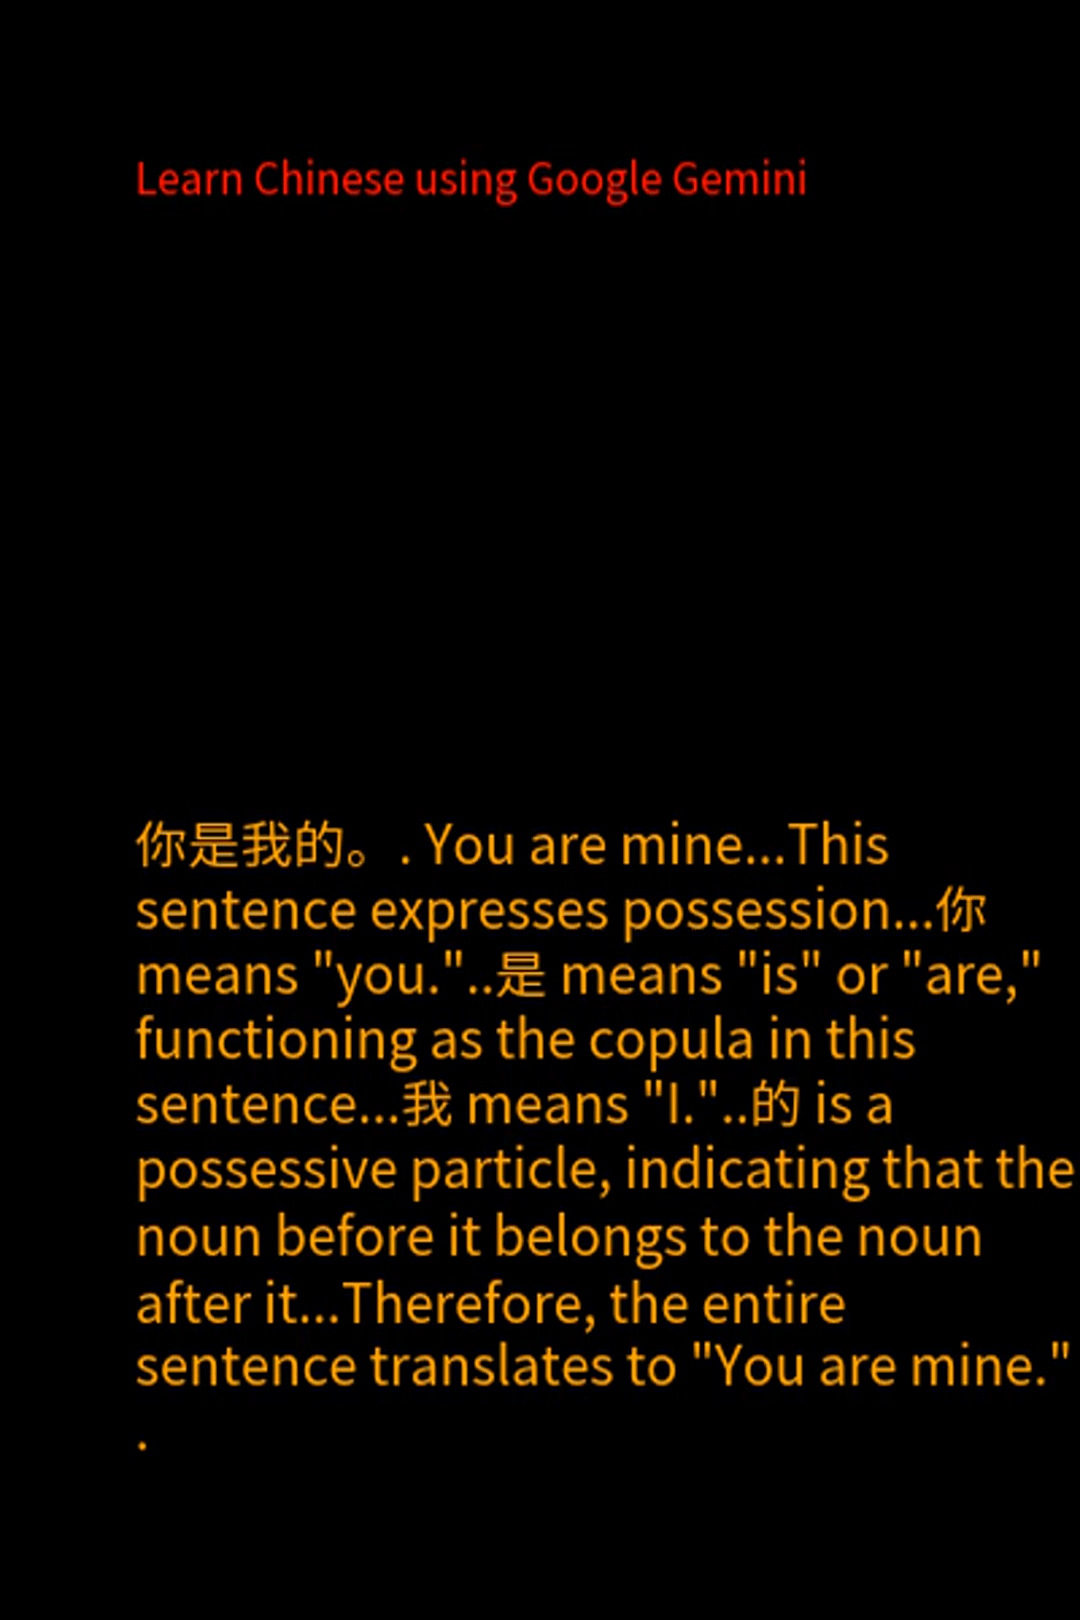 Learn Chinese using Google Gemini
你是我的。. You are mine...This
sentence expresses possession...你
means "you."..是 means "is" or "are,"
functioning as the copula in this
sentence...我 means "I."..的 is a
possessive particle, indicating that the
noun before it belongs to the noun
after it...Therefore, the entire
sentence translates to "You are mine."
.